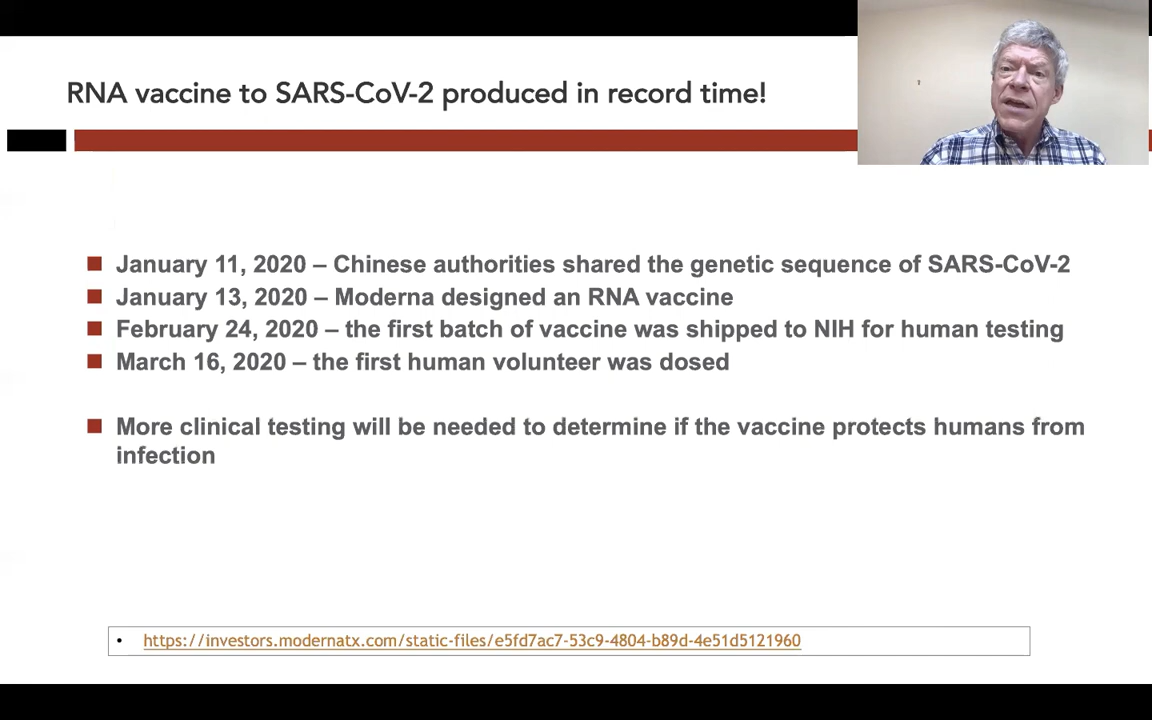 RNA vaccine to SARS-CoV-2 produced in record time!
January 11, 2020 – Chinese authorities shared the genetic sequence of SARS-CoV-2
January 13, 2020 – Moderna designed an RNA vaccine
February 24, 2020 – the first batch of vaccine was shipped to NIH for human testing
March 16, 2020 – the first human volunteer was dosed
More clinical testing will be needed to determine if the vaccine protects humans from
infection
• https://investors.modernatx.com/static-files/e5fd7ac7-53c9-4804-b89d-4e51d5121960